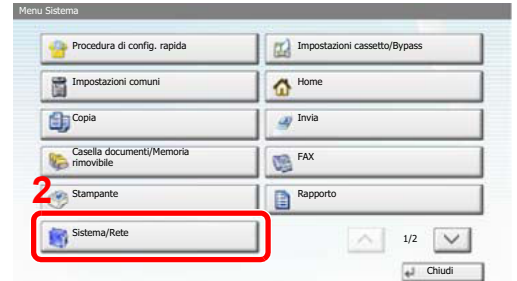 Menu Sistema
Procedura di config. rapida
Impostazioni cassetto/Bypass
Impostazioni comuni
Home
Copia
Invia
Casella documenti/Memoria
rimovibile
FAX
2
Stampante
Rapporto
Sistema/Rete
1/2
Chiudi